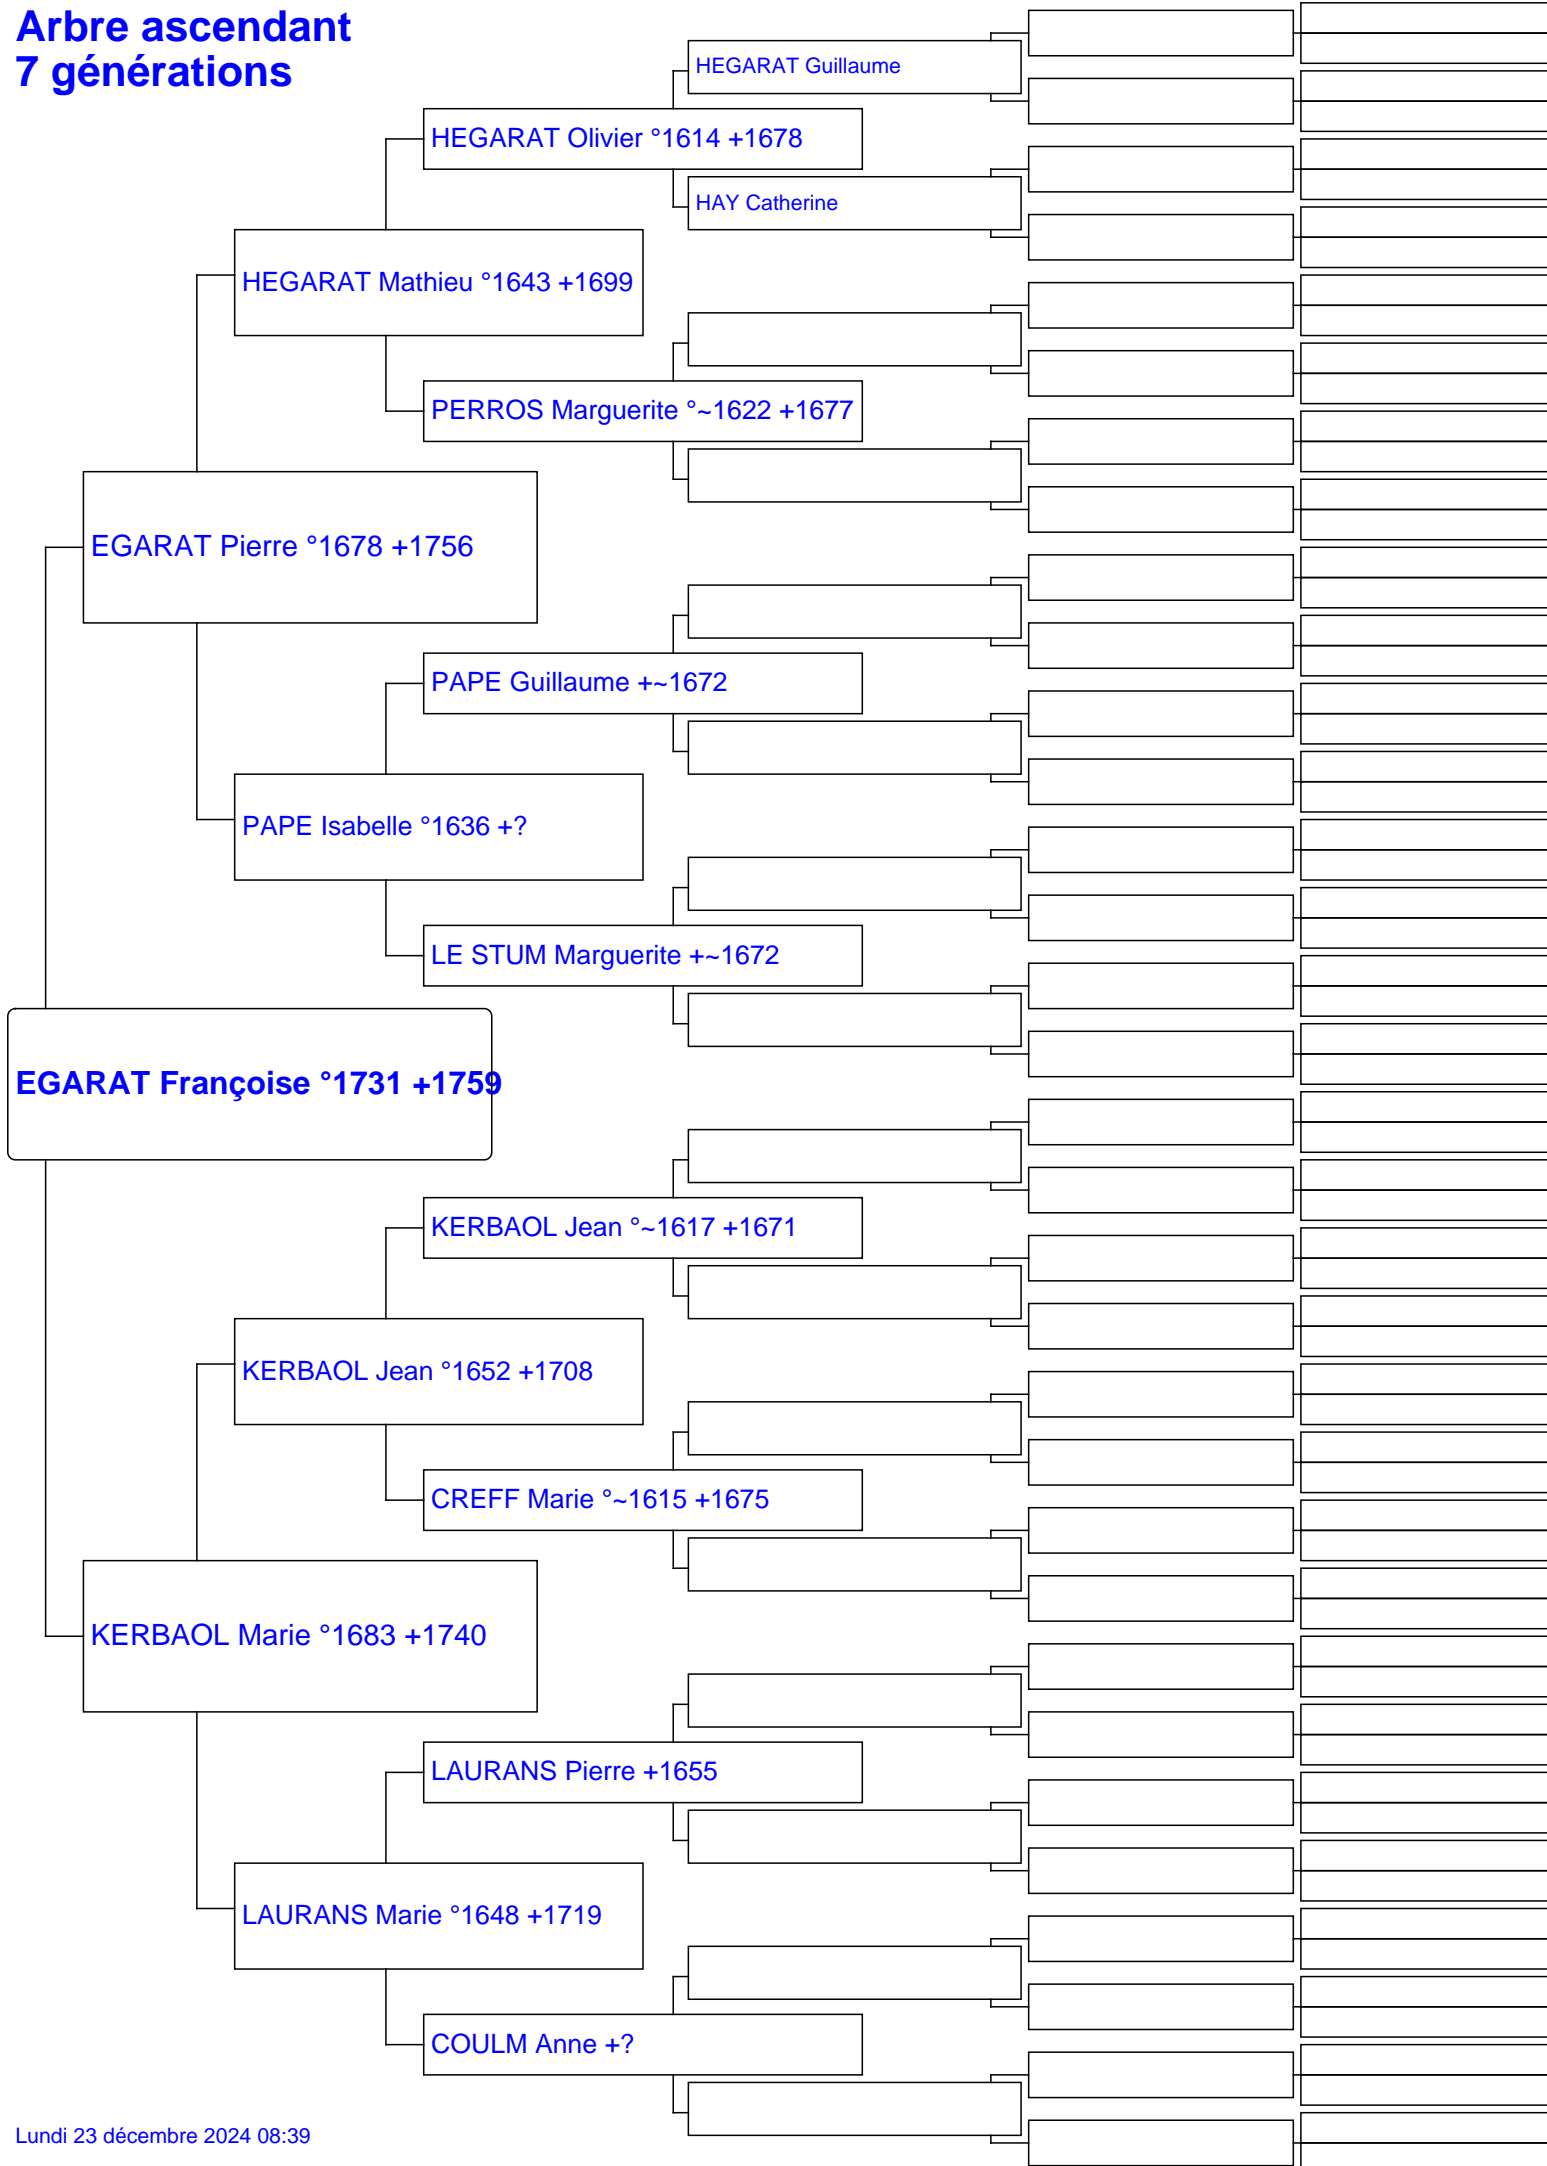 Arbre ascendant
7 générations
HEGARAT Guillaume
HEGARAT Olivier °1614 +1678
HAY Catherine
HEGARAT Mathieu °1643 +1699
PERROS Marguerite °~1622 +1677
EGARAT Pierre °1678 +1756
PAPE Guillaume +~1672
PAPE Isabelle °1636 +?
LE STUM Marguerite +~1672
EGARAT Françoise °1731 +1759
KERBAOL Jean °~1617 +1671
KERBAOL Jean °1652 +1708
CREFF Marie °~1615 +1675
KERBAOL Marie °1683 +1740
LAURANS Pierre +1655
LAURANS Marie °1648 +1719
COULM Anne +?
Lundi 23 décembre 2024 08:39